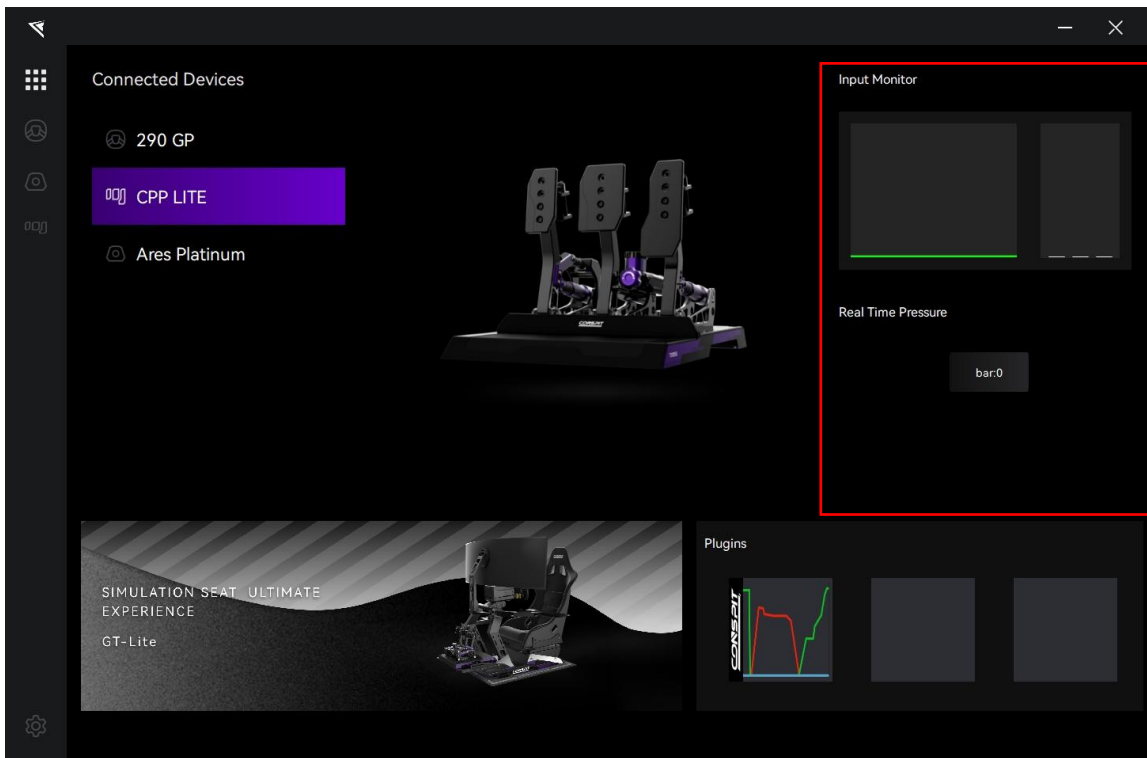 Connected Devices
290 GP
CPP LITE
Ares Platinum
Input Monitor
Real Time Pressure
bar:0
SIMULATION SEAT ULTIMATE
EXPERIENCE
GT-Lite
Plugins
CONSPIT